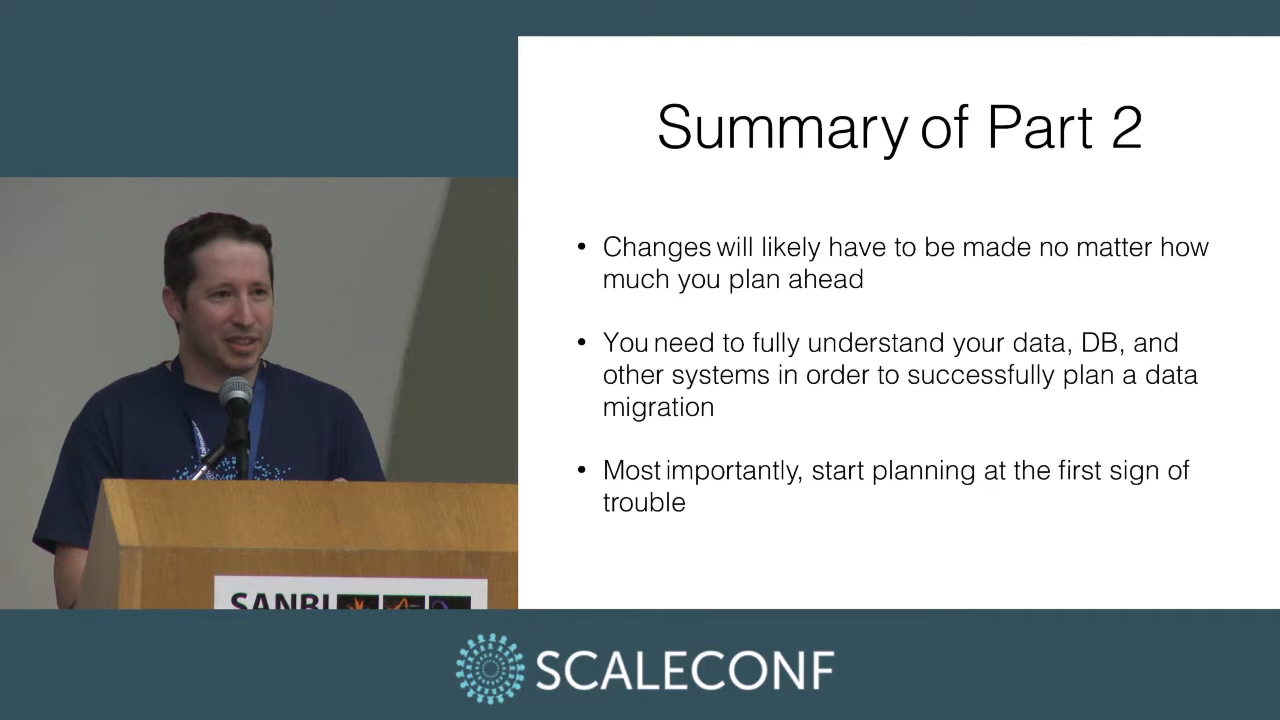 Summary of Part 2
• Changes will likely have to be made no matter how
much you plan ahead
• You need to fully understand your data, DB, and
other systems in order to successfully plan a data
migration
• Most importantly, start planning at the first sign of
trouble
SANBI
SCALECONF